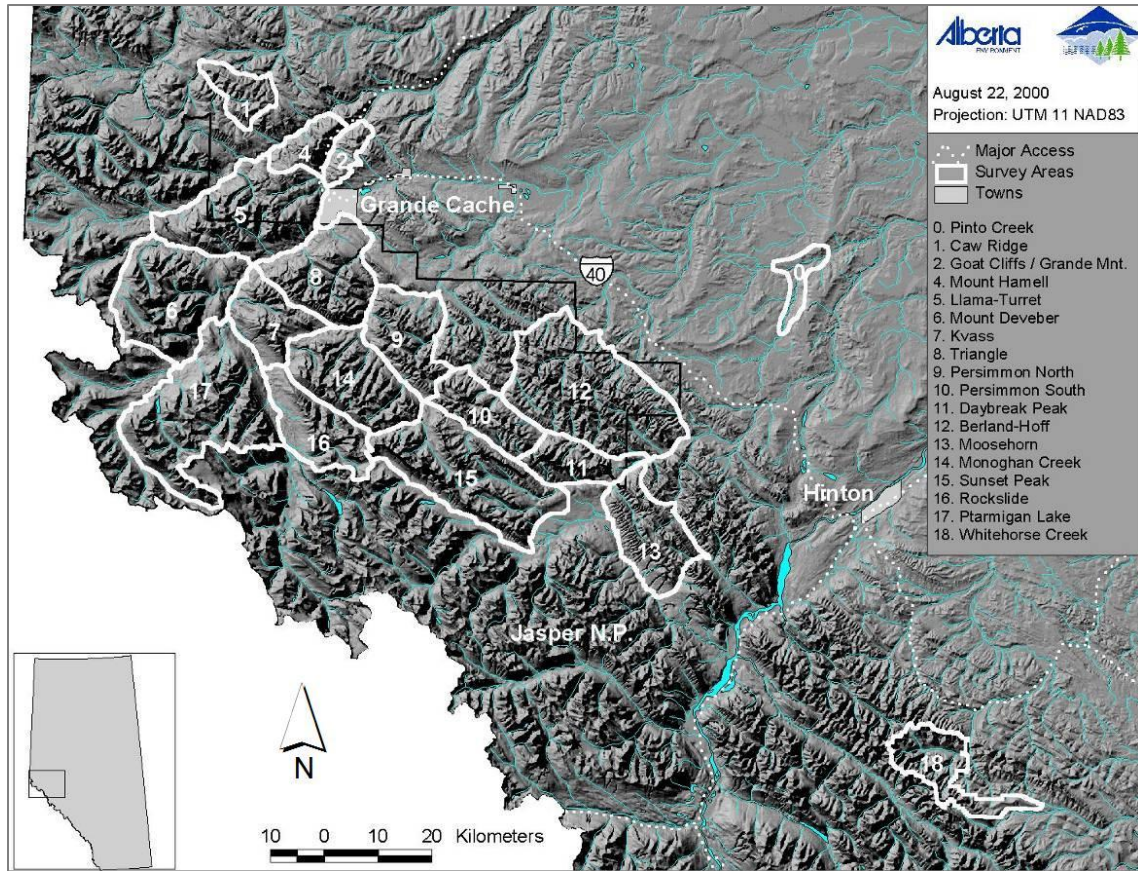 Alberta
ENVIRONMENT
August 22, 2000
Projection: UTM 11 NAD83
Major Access
Survey Areas
Towns
0. Pinto Creek
1. Caw Ridge
2. Goat Cliffs / Grande Mnt.
4. Mount Hamell
5. Llama-Turret
6. Mount Deveber
7. Kvass
8. Triangle
9. Persimmon North
10. Persimmon South
11. Daybreak Peak
12. Berland-Hoff
13. Moosehorn
14. Monoghan Creek
15. Sunset Peak
16. Rockslide
17. Ptarmigan Lake
18. Whitehorse Creek
1
4
2
Grande Cache
5
40
0
8
6
7
9
14
12
17
10
16
11
15
Hinton
13
Jasper N.P.
18
N
10 0 10 20 Kilometers